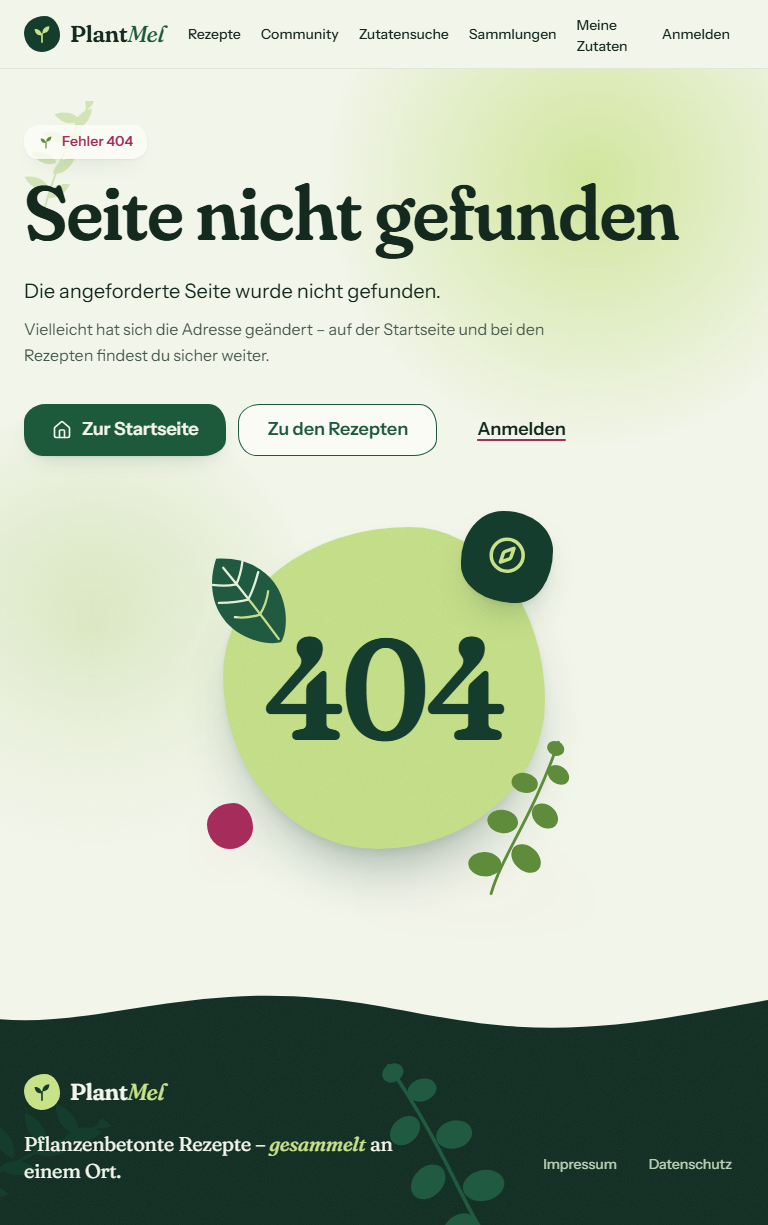 PlantMel
Rezepte
Community
Zutatensuche
Sammlungen
Meine
Zutaten
Anmelden
Fehler 404
Seite nicht gefunden
Die angeforderte Seite wurde nicht gefunden.
Vielleicht hat sich die Adresse geändert – auf der Startseite und bei den
Rezepten findest du sicher weiter.
Zur Startseite
Zu den Rezepten
Anmelden
404
PlantMel
Pflanzenbetonte Rezepte – gesammelt an
einem Ort.
Impressum
Datenschutz